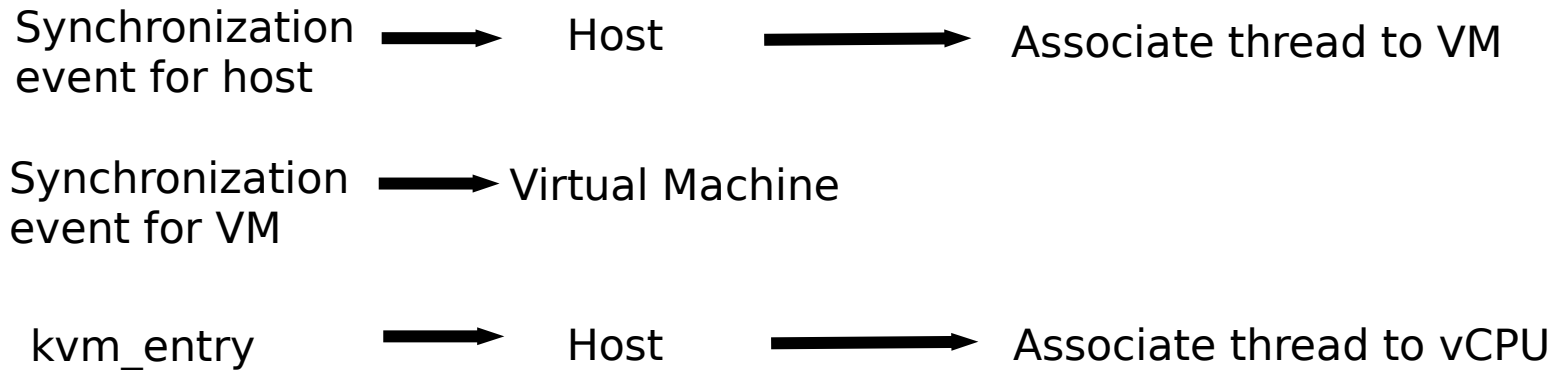 Synchronization
event for host
Host
Associate thread to VM
Synchronization
event for VM
Virtual Machine
kvm_entry
Host
Associate thread to vCPU